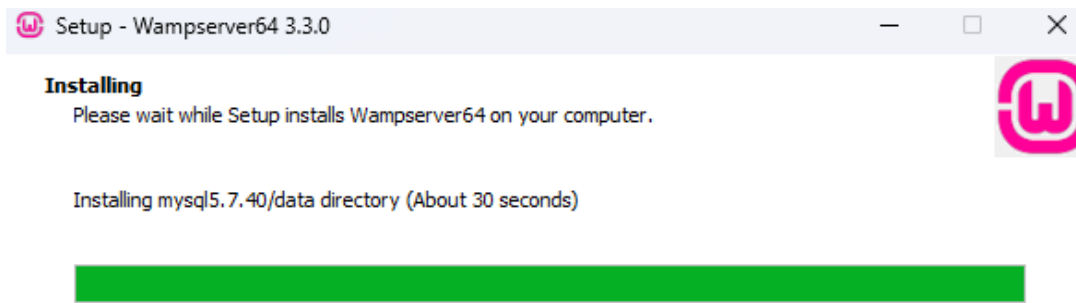 Setup - Wampserver64 3.3.0
Installing
Please wait while Setup installs Wampserver64 on your computer.
Installing mysql5.7.40/data directory (About 30 seconds)